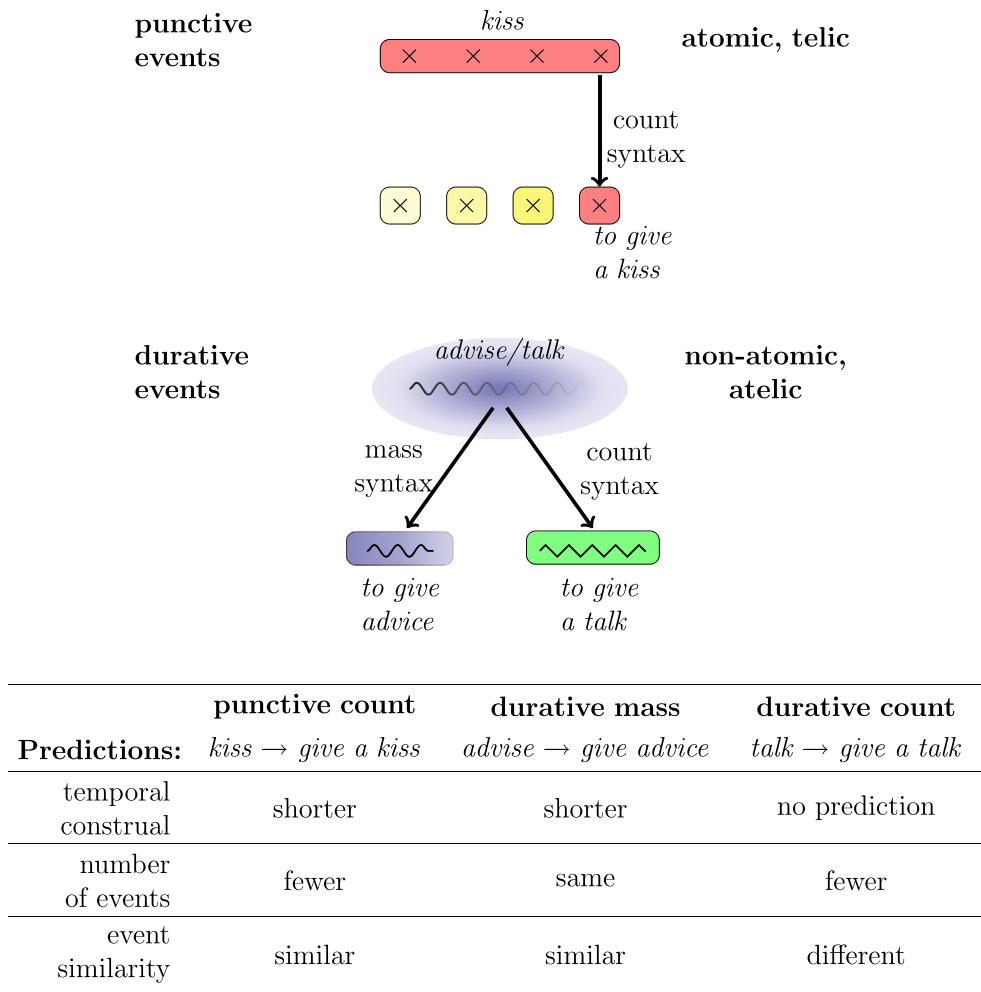 punctive
events
kiss
atomic, telic
× × × ×
count
syntax
× × × ×
to give
a kiss
durative
events
advise/talk
non-atomic,
atelic
mass
syntax
count
syntax
to give
advice
to give
a talk
punctive count durative mass durative count
Predictions: kiss → give a kiss advise → give advice talk → give a talk
temporal
construal
shorter shorter no prediction
number
of events
fewer same fewer
event
similarity
similar similar different